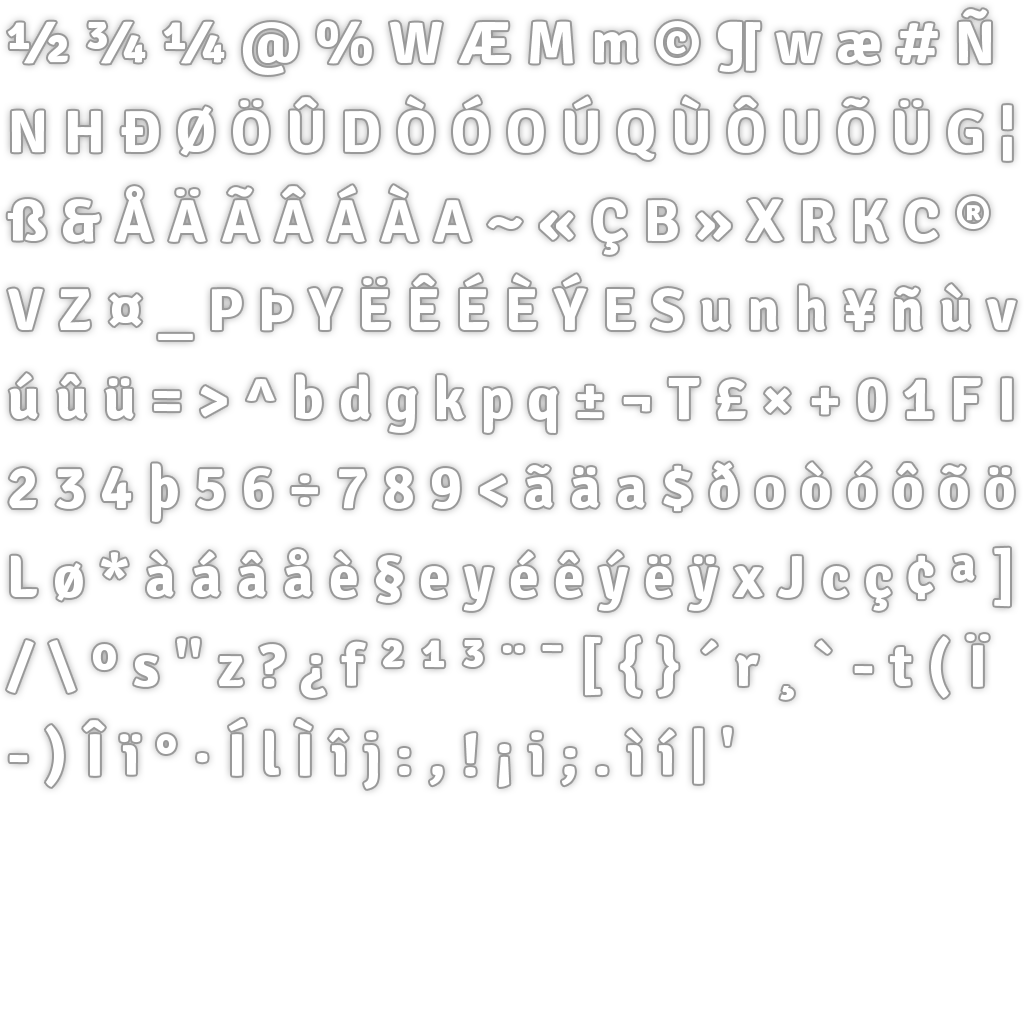 ½ ¾ ¼ @ % W Æ M m © ¶ w æ # Ñ
N H Ð Ø Ö Û D Ò Ó O Ú Q Ù Ô U Õ Ü G ¦
ß & Å Ä Ã Â Á À A ~ « Ç B » X R K C ®
V Z ¤ _ P Þ Y Ë Ê É È Ý E S u n h ¥ ñ ù v
ú û ü = > ^ b d g k p q ± ¬ T £ × + 0 1 F I
2 3 4 þ 5 6 ÷ 7 8 9 < ã ä a $ ð o ò ó ô õ ö
L ø * à á â å è § e y é ê ý ë ÿ x J c ç ¢ ª ]
/ \ º s " z ? ¿ f ² ¹ ³ ¨ ¯ [ { } ´ r ¸ ` - t ( Ï
- ) Î ï ° · Í l Ì î j : , ! ¡ i ; . ì í | '